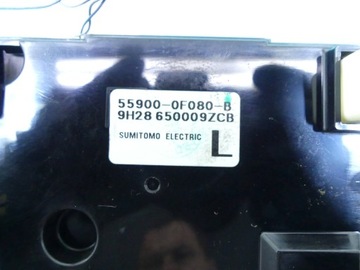 55900-0F080-B
9H28 650009ZCB
SUMITOMO ELECTRIC L